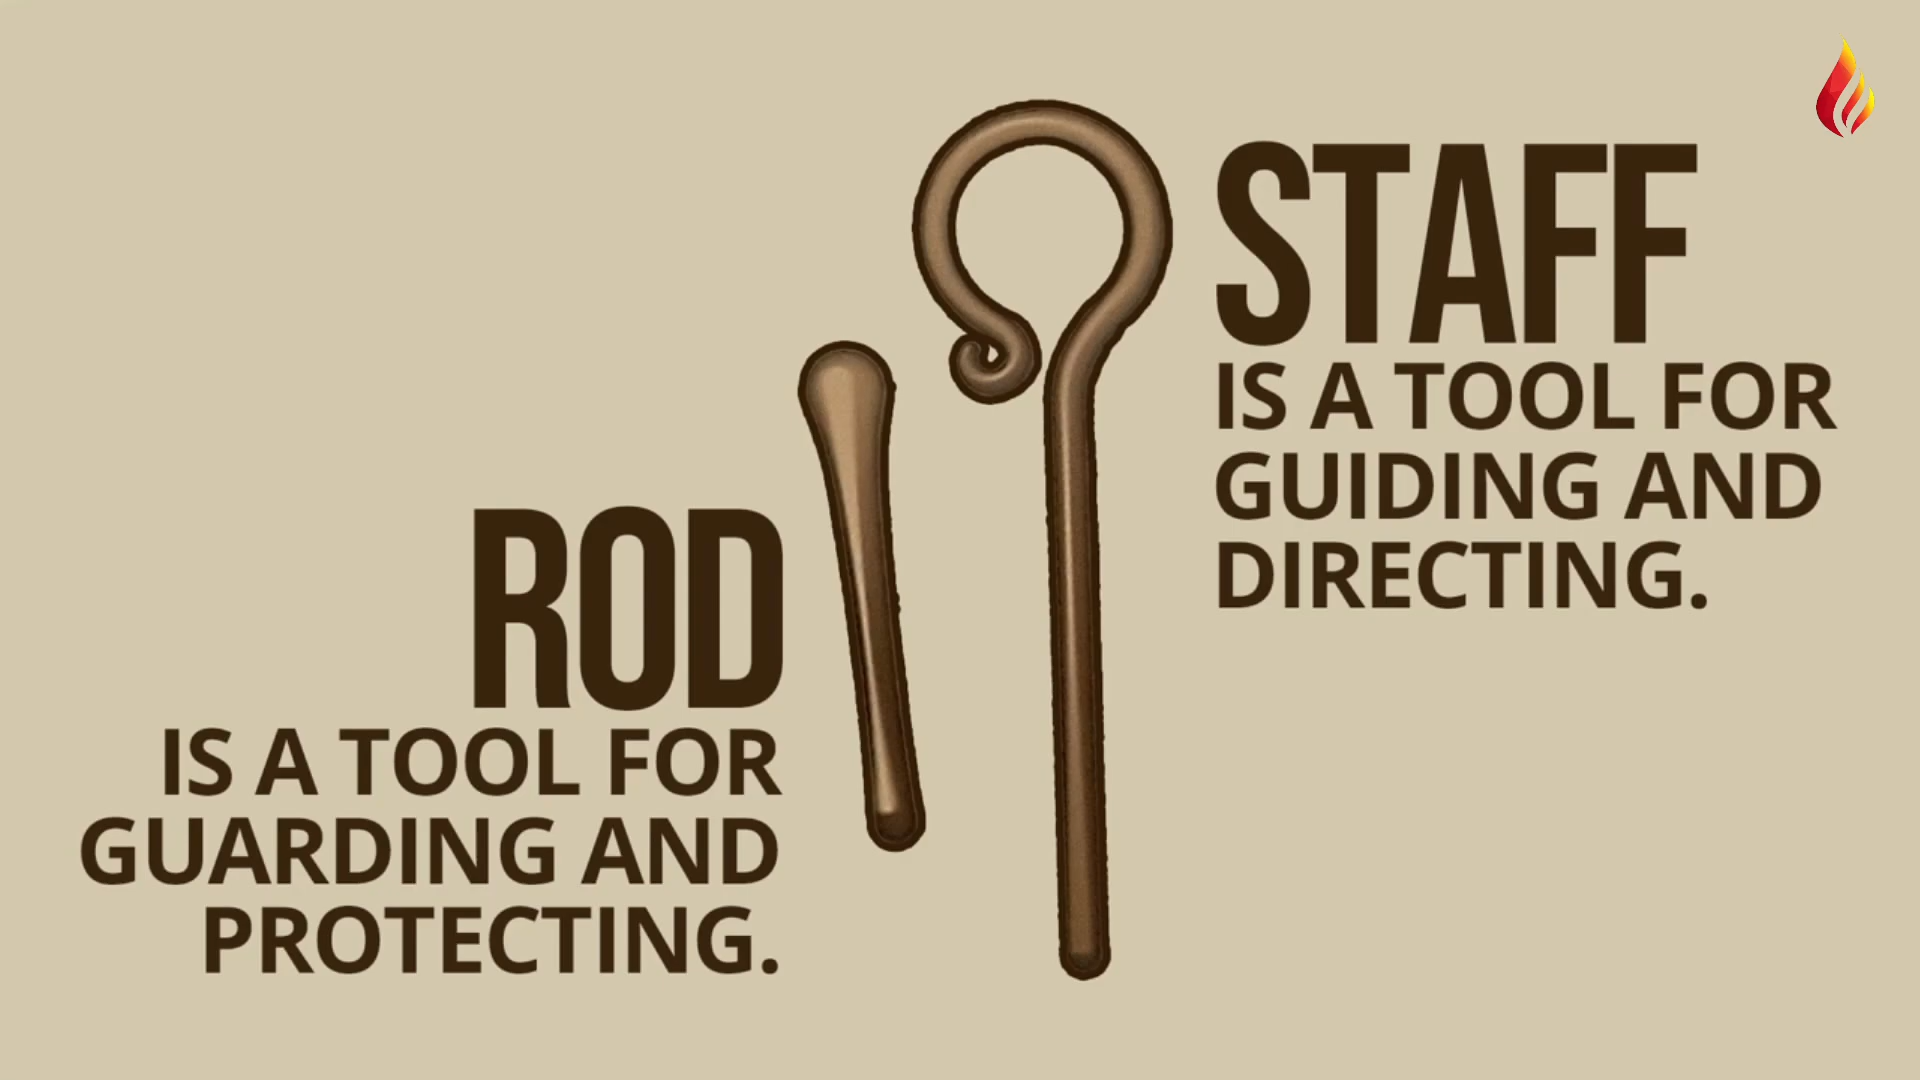 ROD
IS A TOOL FOR
GUARDING AND
PROTECTING.
STAFF
IS A TOOL FOR
GUIDING AND
DIRECTING.